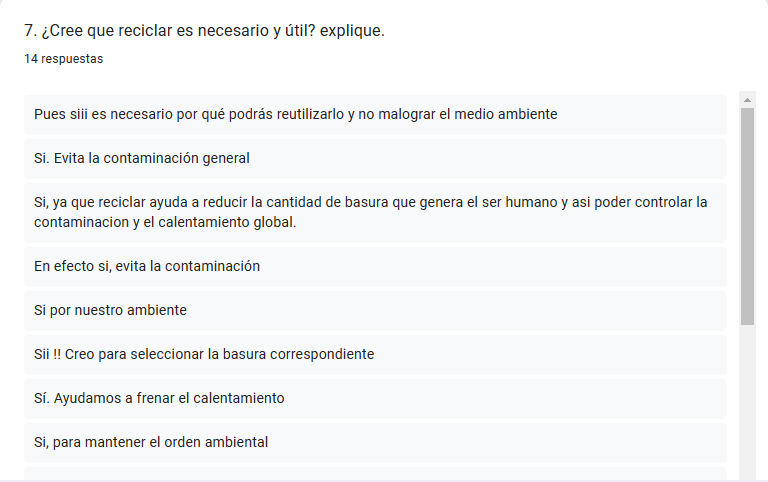 7. ¿Cree que reciclar es necesario y útil? explique.
14 respuestas
Pues siii es necesario por qué podrás reutilizarlo y no malograr el medio ambiente
Si. Evita la contaminación general
Si, ya que reciclar ayuda a reducir la cantidad de basura que genera el ser humano y asi poder controlar la
contaminacion y el calentamiento global.
En efecto si, evita la contaminación
Si por nuestro ambiente
Sii !! Creo para seleccionar la basura correspondiente
Sí. Ayudamos a frenar el calentamiento
Si, para mantener el orden ambiental